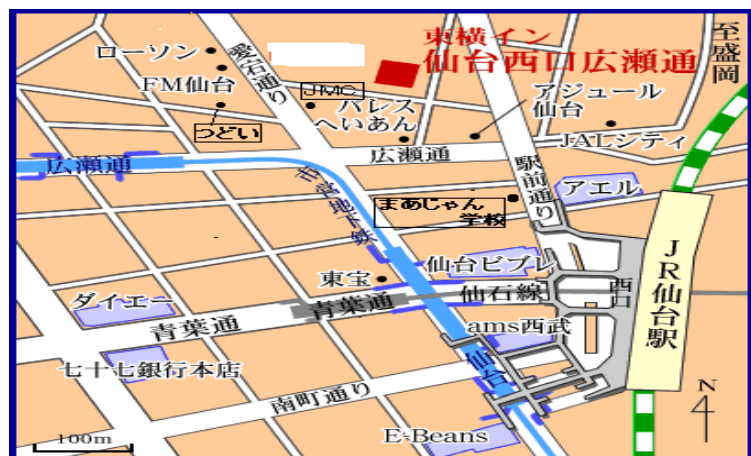 東横イン
仙台西口広瀬通
至盛岡
ローソン
愛宕通り
FM仙台
JMC
つどい
パレス
へいあん
アジュール
仙台
JALシティ
広瀬通
広瀬通
駅前通り
アエル
市営地下鉄
まあじゃん
学校
仙台ビブレ
東宝
仙石線
西口
JR仙台駅
ダイエー
青葉通
青葉通
ams西武
七十七銀行本店
仙台
南町通り
N
100m
E-Beans